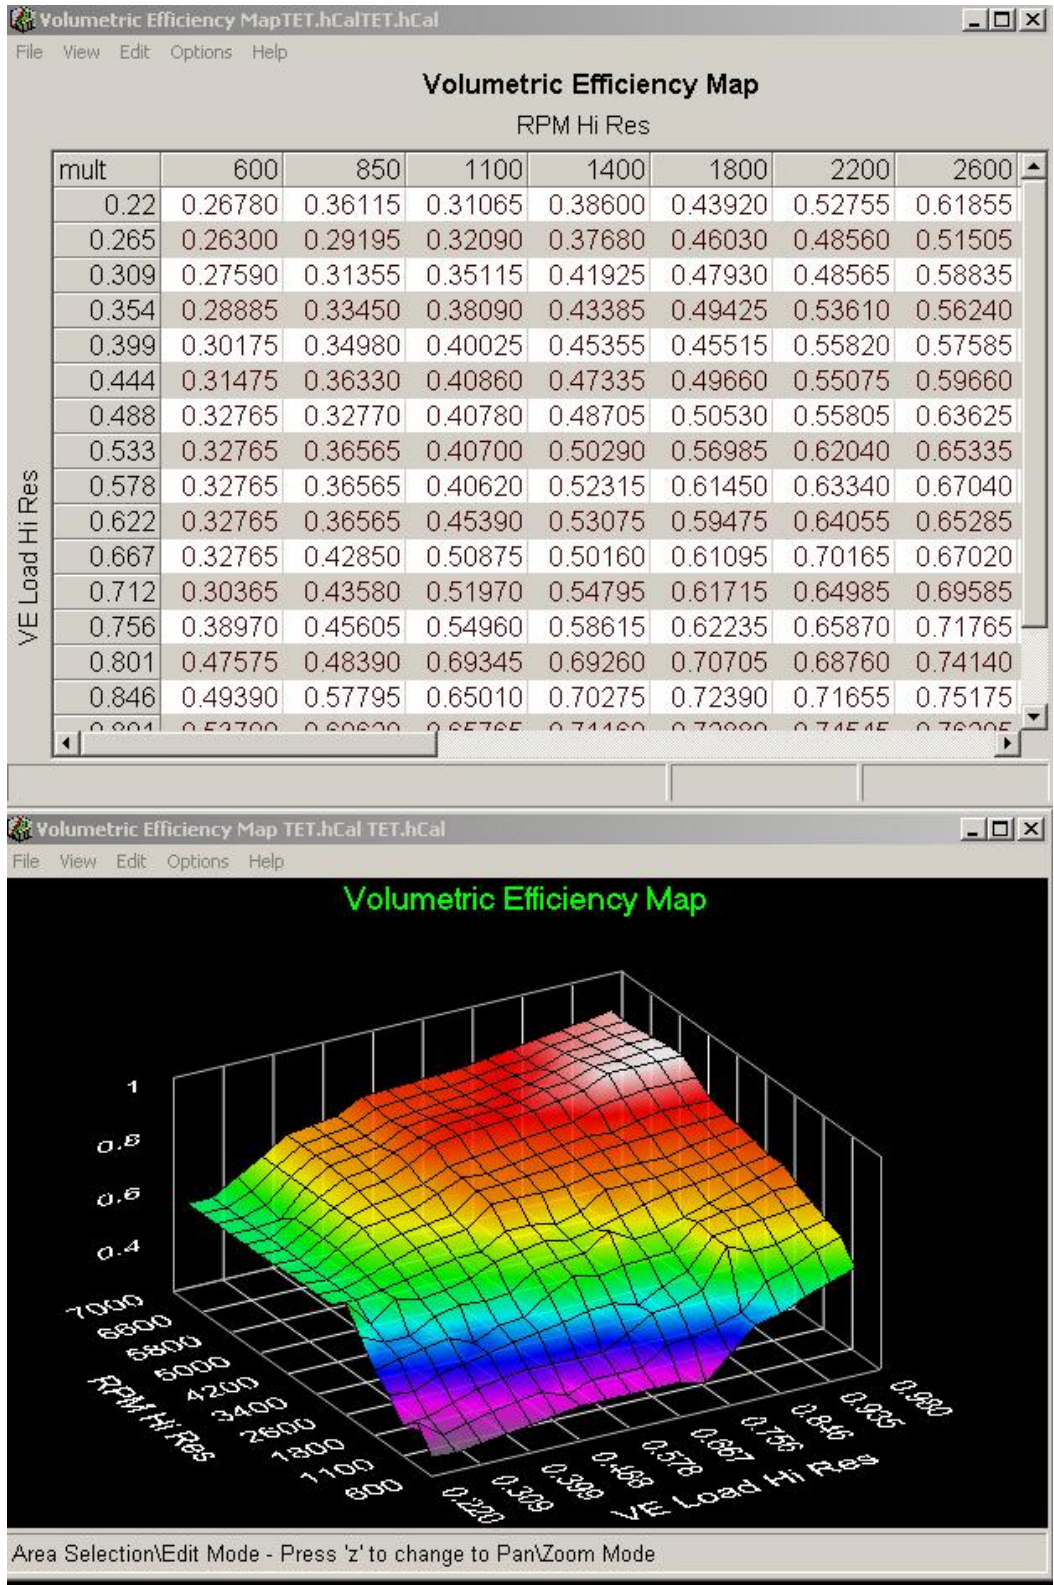 Volumetric Efficiency MapTET.hCalTET.hCal
File View Edit Options Help
Volumetric Efficiency Map
RPM Hi Res
mult 600 850 1100 1400 1800 2200 2600
0.22 0.26780 0.36115 0.31065 0.38600 0.43920 0.52755 0.61855
0.265 0.26300 0.29195 0.32090 0.37680 0.46030 0.48560 0.51505
0.309 0.27590 0.31355 0.35115 0.41925 0.47930 0.48565 0.58835
0.354 0.28885 0.33450 0.38090 0.43385 0.49425 0.53610 0.56240
0.399 0.30175 0.34980 0.40025 0.45355 0.45515 0.55820 0.57585
0.444 0.31475 0.36330 0.40860 0.47335 0.49660 0.55075 0.59660
0.488 0.32765 0.32770 0.40780 0.48705 0.50530 0.55805 0.63625
0.533 0.32765 0.36565 0.40700 0.50290 0.56985 0.62040 0.65335
0.578 0.32765 0.36565 0.40620 0.52315 0.61450 0.63340 0.67040
0.622 0.32765 0.36565 0.45390 0.53075 0.59475 0.64055 0.65285
0.667 0.32765 0.42850 0.50875 0.50160 0.61095 0.70165 0.67020
0.712 0.30365 0.43580 0.51970 0.54795 0.61715 0.64985 0.69585
0.756 0.38970 0.45605 0.54960 0.58615 0.62235 0.65870 0.71765
0.801 0.47575 0.48390 0.69345 0.69260 0.70705 0.68760 0.74140
0.846 0.49390 0.57795 0.65010 0.70275 0.72390 0.71655 0.75175
VE Load Hi Res
Volumetric Efficiency Map TET.hCal TET.hCal
File View Edit Options Help
Volumetric Efficiency Map
1
0.8
0.6
0.4
7000
6600
5800
5000
4200
3400
2600
1800
1100
600
RPM Hi Res
0.220
0.309
0.399
0.488
0.578
0.667
0.756
0.846
0.935
0.980
VE Load Hi Res
Area Selection\Edit Mode - Press 'z' to change to Pan\Zoom Mode